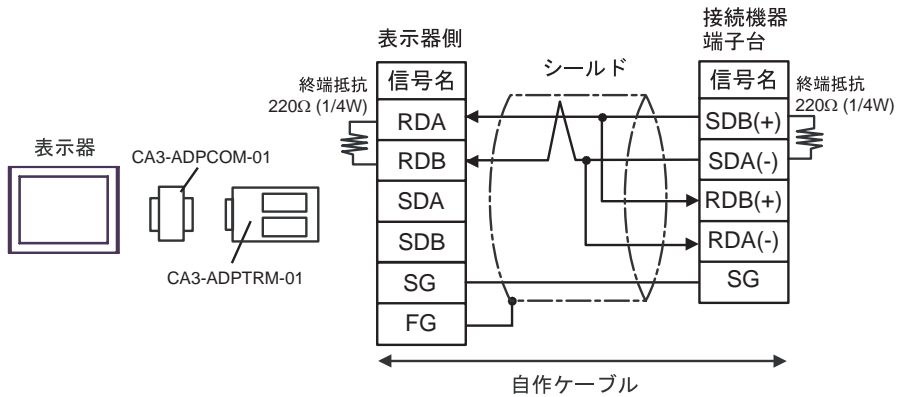 表示器
CA3-ADPCOM-01
CA3-ADPTRM-01
終端抵抗
220Ω (1/4W)
表示器側
信号名
RDA
RDB
SDA
SDB
SG
FG
シールド
接続機器
端子台
信号名
SDB(+)
SDA(-)
RDB(+)
RDA(-)
SG
終端抵抗
220Ω (1/4W)
自作ケーブル